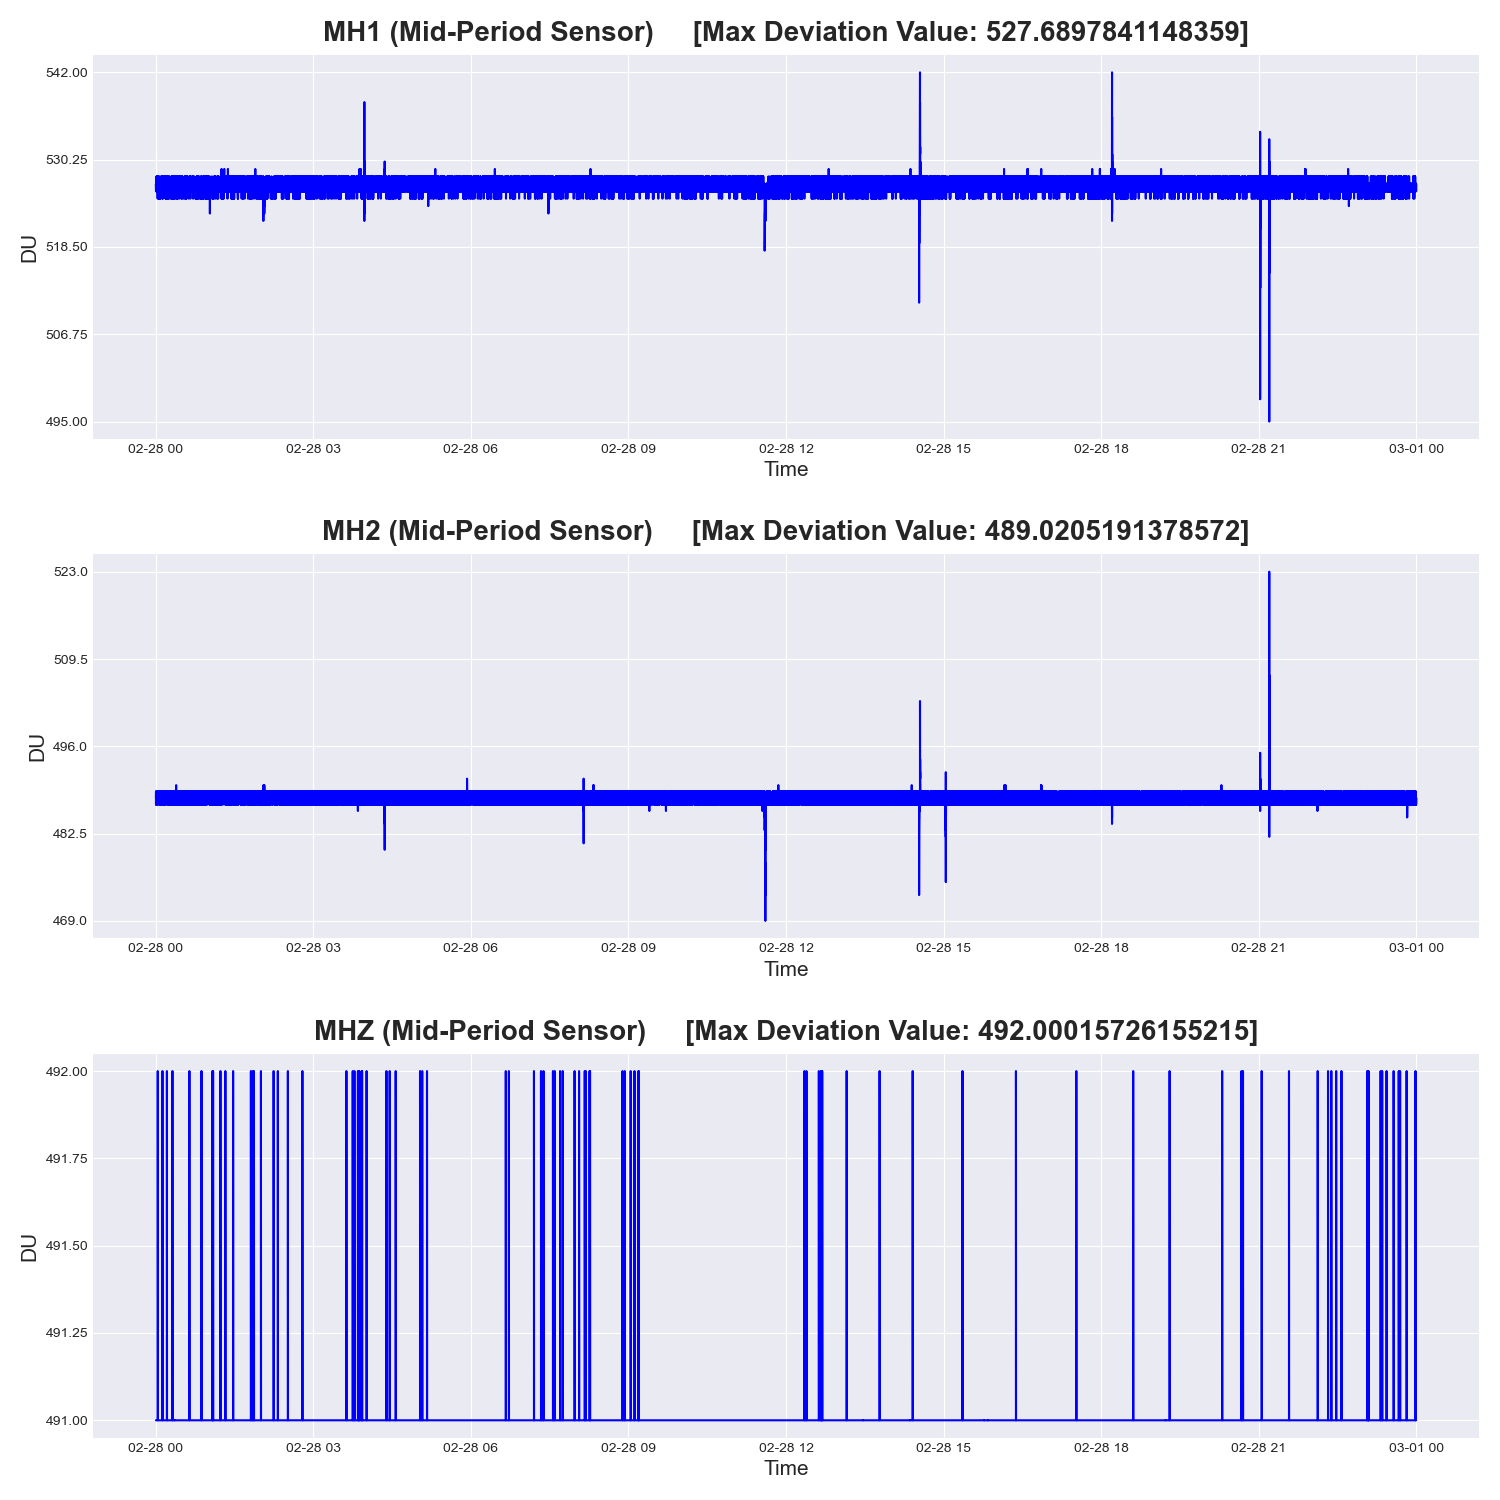 MH1 (Mid-Period Sensor) [Max Deviation Value: 527.6897841148359]
542.00
530.25
518.50
506.75
495.00
DU
02-28 00 02-28 03 02-28 06 02-28 09 02-28 12 02-28 15 02-28 18 02-28 21 03-01 00
Time
MH2 (Mid-Period Sensor) [Max Deviation Value: 489.0205191378572]
523.0
509.5
496.0
482.5
469.0
DU
02-28 00 02-28 03 02-28 06 02-28 09 02-28 12 02-28 15 02-28 18 02-28 21 03-01 00
Time
MHZ (Mid-Period Sensor) [Max Deviation Value: 492.00015726155215]
492.00
491.75
491.50
491.25
491.00
DU
02-28 00 02-28 03 02-28 06 02-28 09 02-28 12 02-28 15 02-28 18 02-28 21 03-01 00
Time